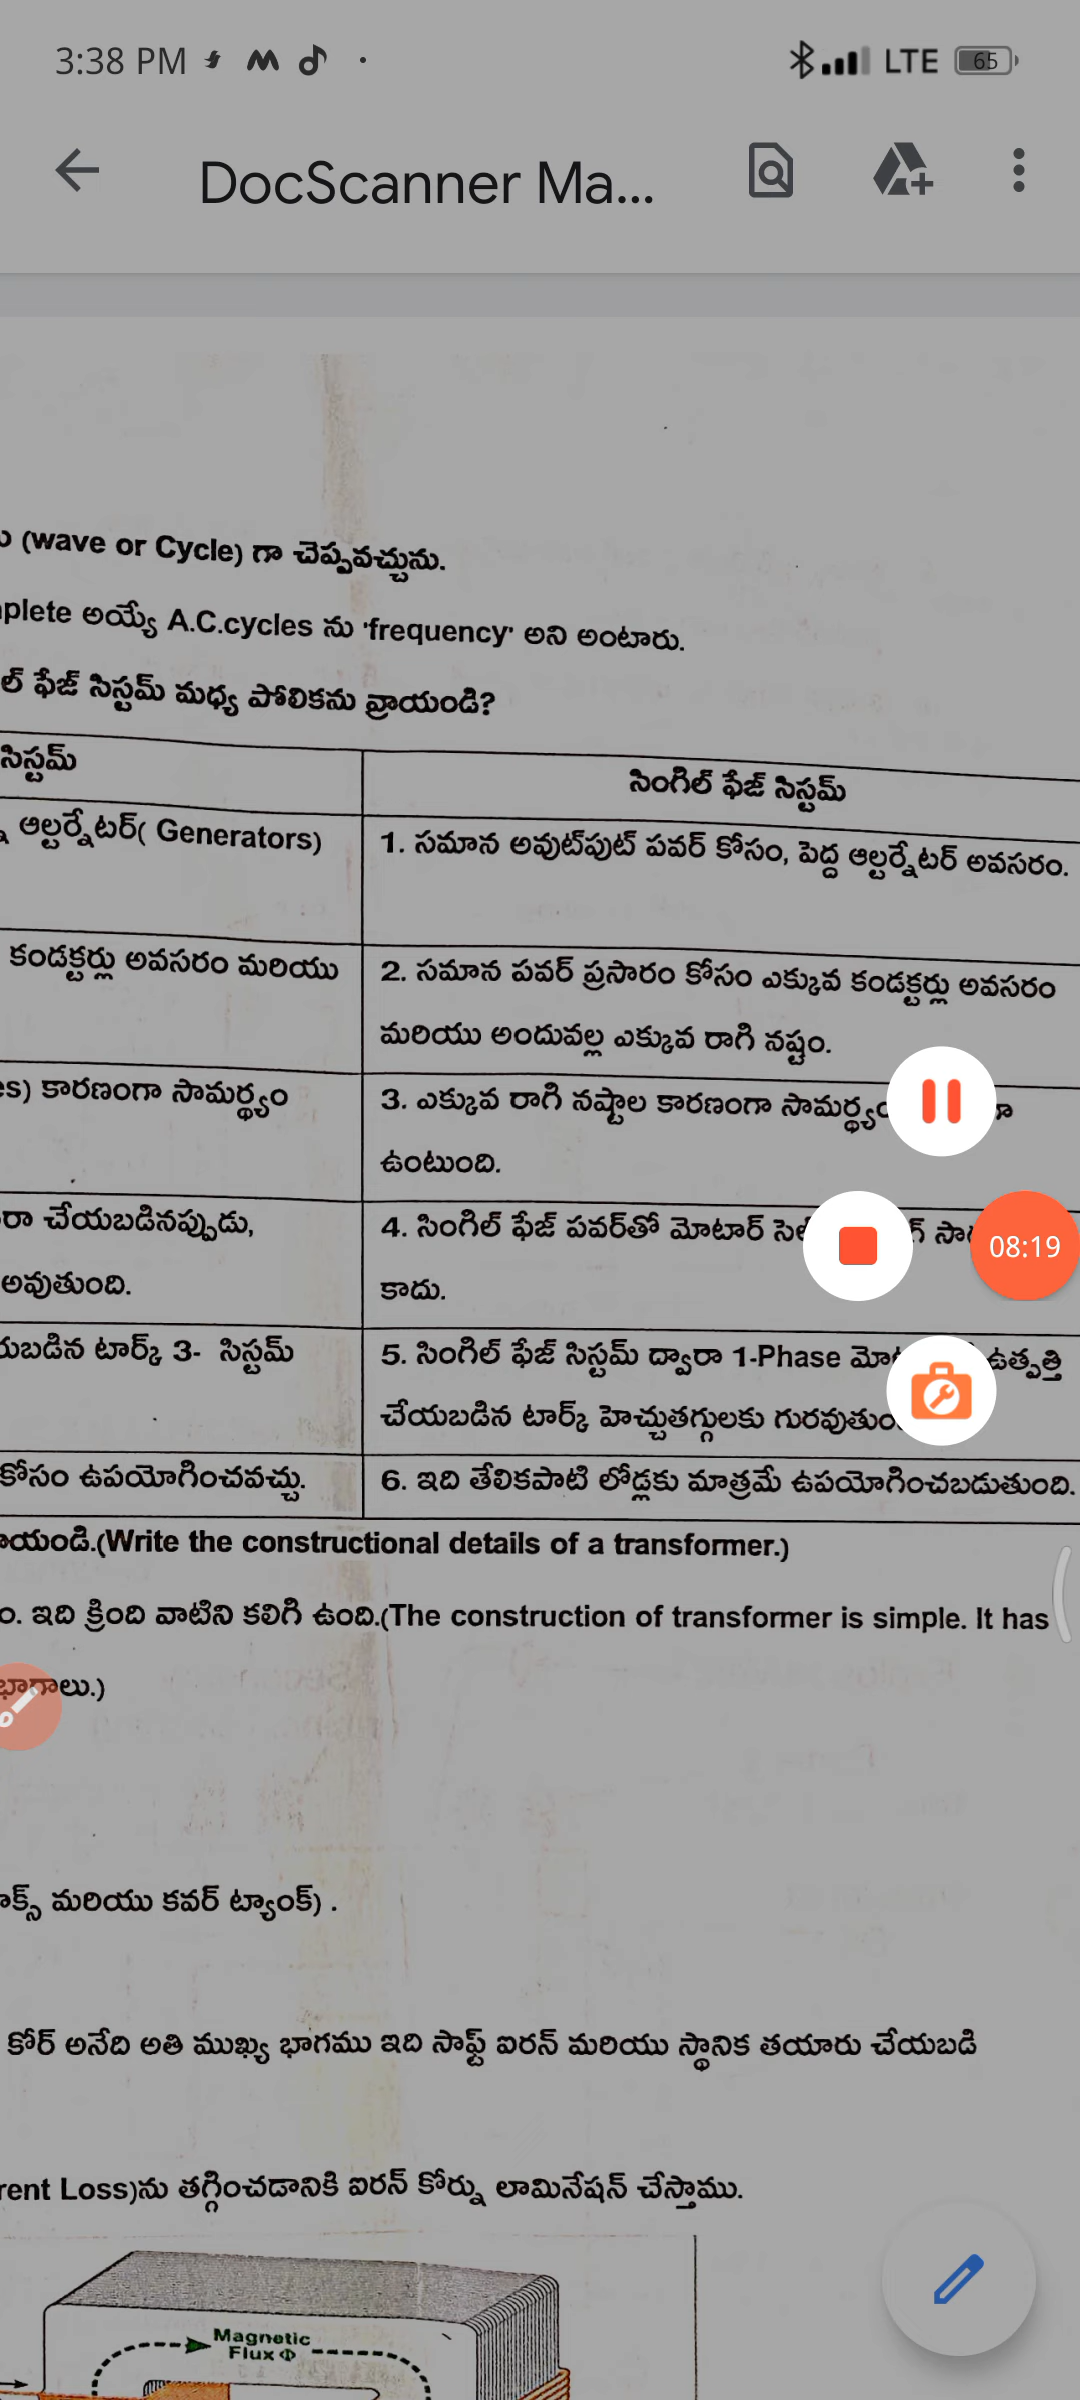 3:38 PM
LTE 65
DocScanner Ma...
(wave or Cycle) గా చెప్పవచ్చును.
అయ్యే A.C.cycles ను 'frequency' అని అంటారు.
ఫేజ్ సిస్టమ్ మధ్య పోలికను వ్రాయండి?
సిస్టమ్
సింగిల్ ఫేజ్ సిస్టమ్
ఆల్టర్నేటర్( Generators)
1. సమాన అవుట్‌పుట్ పవర్ కోసం, పెద్ద ఆల్టర్నేటర్ అవసరం.
కండక్టర్లు అవసరం మరియు
2. సమాన పవర్ ప్రసారం కోసం ఎక్కువ కండక్టర్లు అవసరం
మరియు అందువల్ల ఎక్కువ రాగి నష్టం.
కారణంగా సామర్థ్యం
3. ఎక్కువ రాగి నష్టాల కారణంగా
ఉంటుంది.
చేయబడినప్పుడు,
అవుతుంది.
4. సింగిల్ ఫేజ్ పవర్‌తో మోటార్
కాదు.
08:19
టార్క్ 3- సిస్టమ్
5. సింగిల్ ఫేజ్ సిస్టమ్ ద్వారా 1-Phase ఉత్పత్తి
చేయబడిన టార్క్ హెచ్చుతగ్గులకు
కోసం ఉపయోగించవచ్చు.
6. ఇది తేలికపాటి లోడ్లకు మాత్రమే ఉపయోగించబడుతుంది.
(Write the constructional details of a transformer.)
ఇది క్రింది వాటిని కలిగి ఉంది.(The construction of transformer is simple. It has
భాగాలు.)
మరియు కవర్ ట్యాంక్) .
కోర్ అనేది అతి ముఖ్య భాగము ఇది సాఫ్ట్ ఐరన్ మరియు స్థానిక తయారు చేయబడి
Loss)ను తగ్గించడానికి ఐరన్ కోర్ను లామినేషన్ చేస్తాము.
Magnetic
Flux Φ